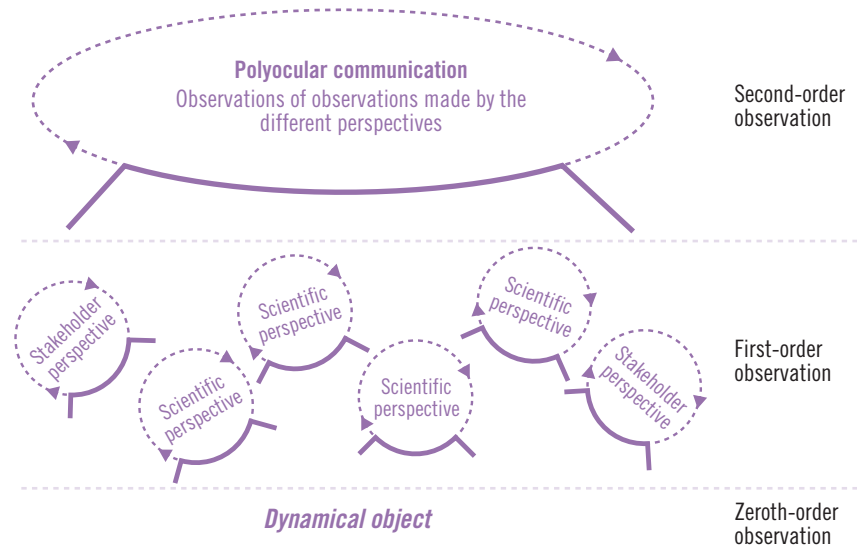 Polyocular communication
Observations of observations made by the
different perspectives
Second-order
observation
Stakeholder
perspective
Scientific
perspective
Scientific
perspective
Scientific
perspective
Scientific
perspective
Stakeholder
perspective
First-order
observation
Dynamical object
Zeroth-order
observation